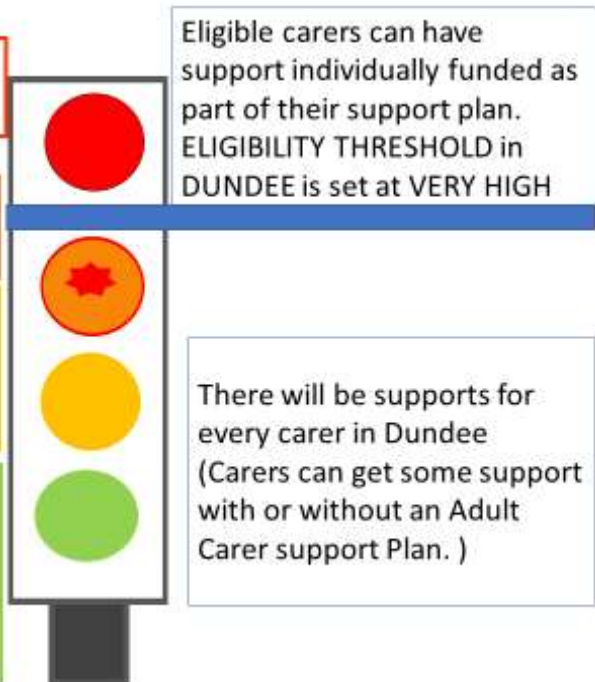 Eligible carers can have
support individually funded as
part of their support plan.
ELIGIBILITY THRESHOLD in
DUNDEE is set at VERY HIGH
There will be supports for
every carer in Dundee
(Carers can get some support
with or without an Adult
Carer support Plan. )